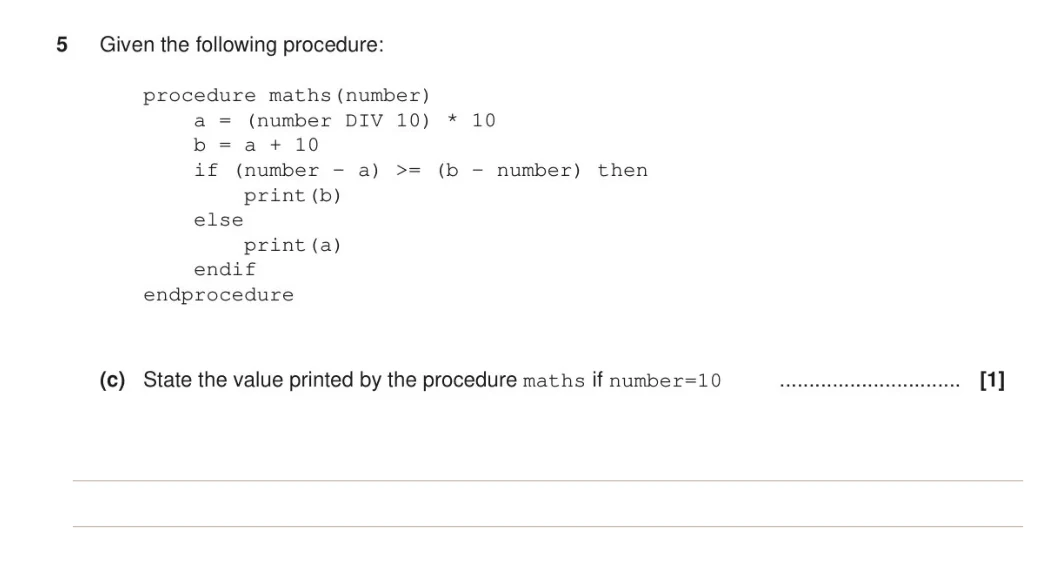 5 Given the following procedure:
procedure maths(number)
a = (number DIV 10) * 10
b = a + 10
if (number – a) >= (b – number) then
print(b)
else
print(a)
endif
endprocedure
(c) State the value printed by the procedure maths if number=10 ............................... [1]